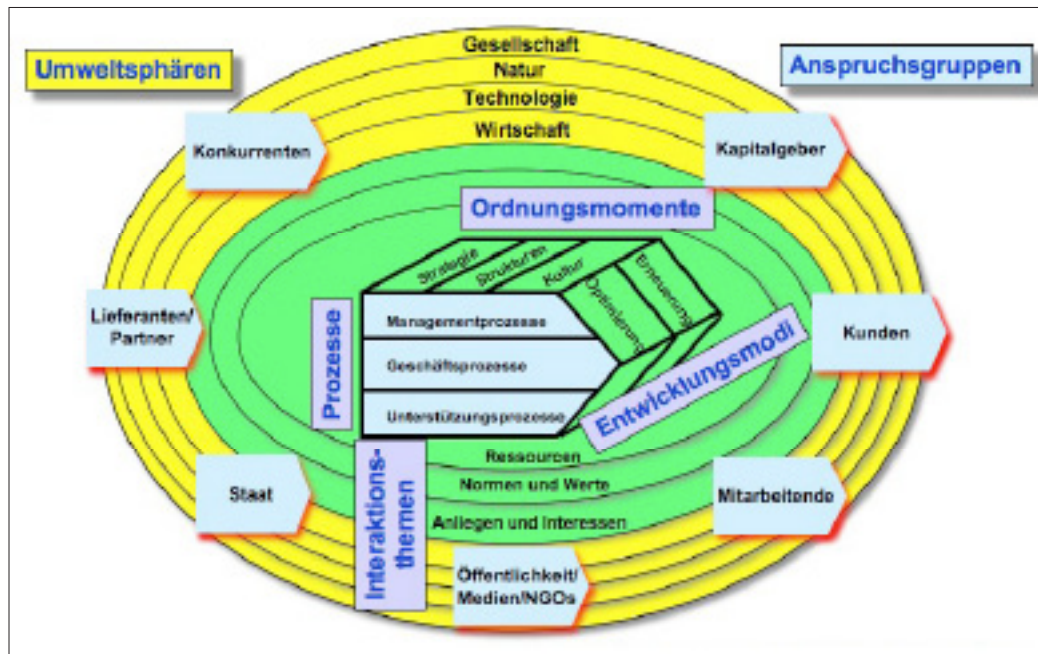 Gesellschaft
Umweltsphären
Natur
Anspruchsgruppen
Technologie
Wirtschaft
Konkurrenten
Kapitalgeber
Ordnungsmomente
Strategie
Strukturen
Kultur
Optimierung
Erneuerung
Lieferanten/
Partner
Prozesse
Managementprozesse
Geschäftsprozesse
Unterstützungsprozesse
Entwicklungsmodi
Kunden
Interaktions-
themen
Ressourcen
Normen und Werte
Anliegen und Interessen
Staat
Mitarbeitende
Öffentlichkeit/
Medien/NGOs